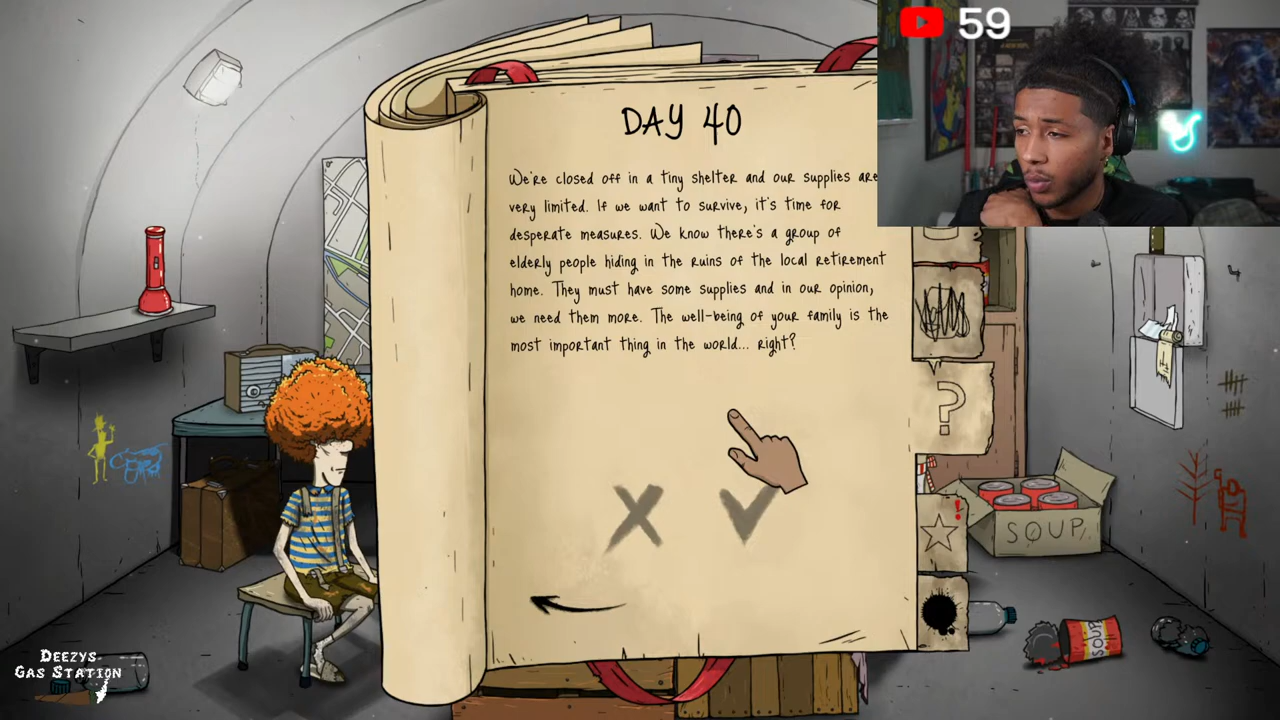 59
DAY 40
We're closed off in a tiny shelter and our supplies are
very limited. If we want to survive, it's time for
desperate measures. We know there's a group of
elderly people hiding in the ruins of the local retirement
home. They must have some supplies and in our opinion,
we need them more. The well-being of your family is the
most important thing in the world... right?
?
!
SOUP
SOUP
DEEZYS
GAS STATION